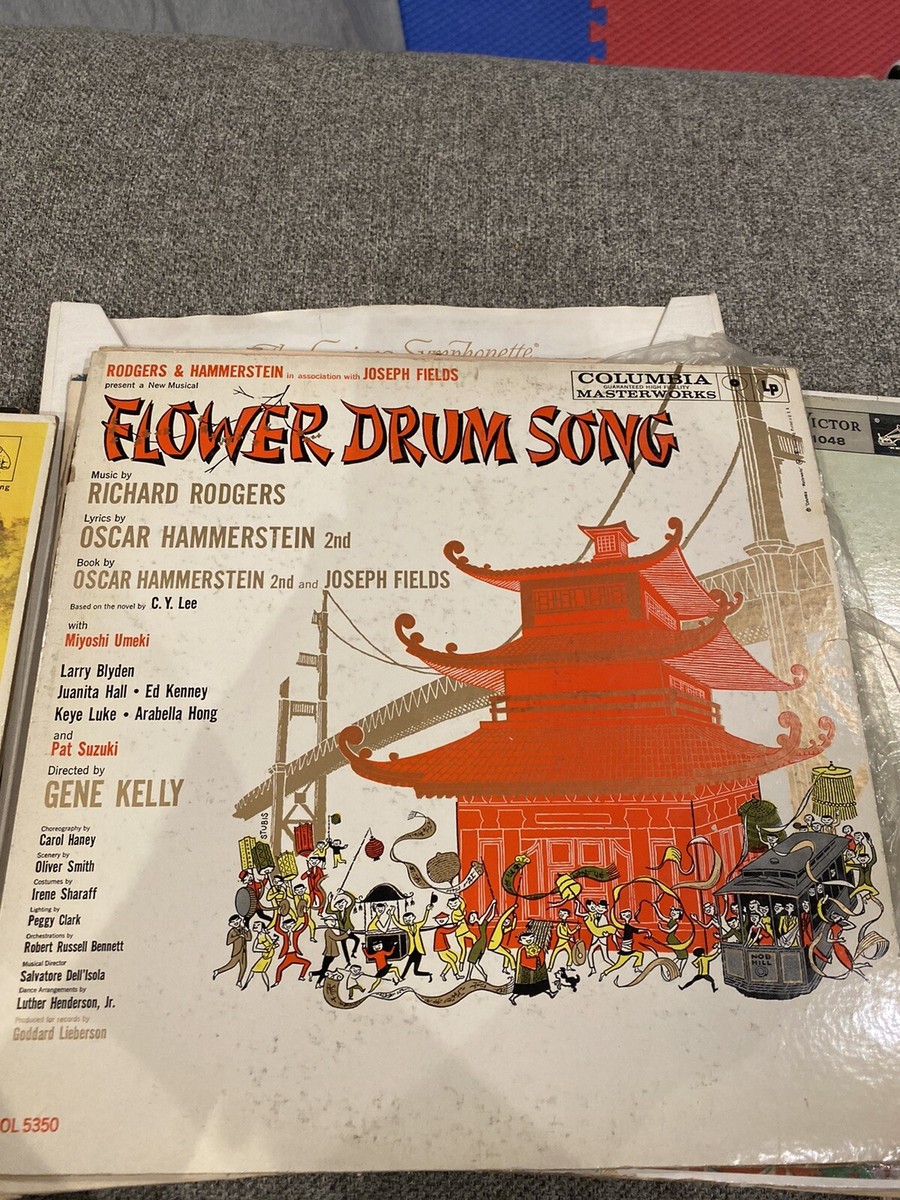 The Longines Symphonette®
RODGERS & HAMMERSTEIN in association with JOSEPH FIELDS
present a New Musical
COLUMBIA
GUARANTEED HIGH FIDELITY
MASTERWORKS
Lp
FLOWER DRUM SONG
Music by
RICHARD RODGERS
Lyrics by
OSCAR HAMMERSTEIN 2nd
Book by
OSCAR HAMMERSTEIN 2nd and JOSEPH FIELDS
Based on the novel by C. Y. Lee
with
Miyoshi Umeki
Larry Blyden
Juanita Hall • Ed Kenney
Keye Luke • Arabella Hong
and
Pat Suzuki
Directed by
GENE KELLY
Choreography by
Carol Haney
Scenery by
Oliver Smith
Costumes by
Irene Sharaff
Lighting by
Peggy Clark
Orchestrations by
Robert Russell Bennett
Musical Director
Salvatore Dell'Isola
Dance Arrangements by
Luther Henderson, Jr.
Produced for records by
Goddard Lieberson
OL 5350
STUBIS
NOB
HILL
VICTOR
1048
ng